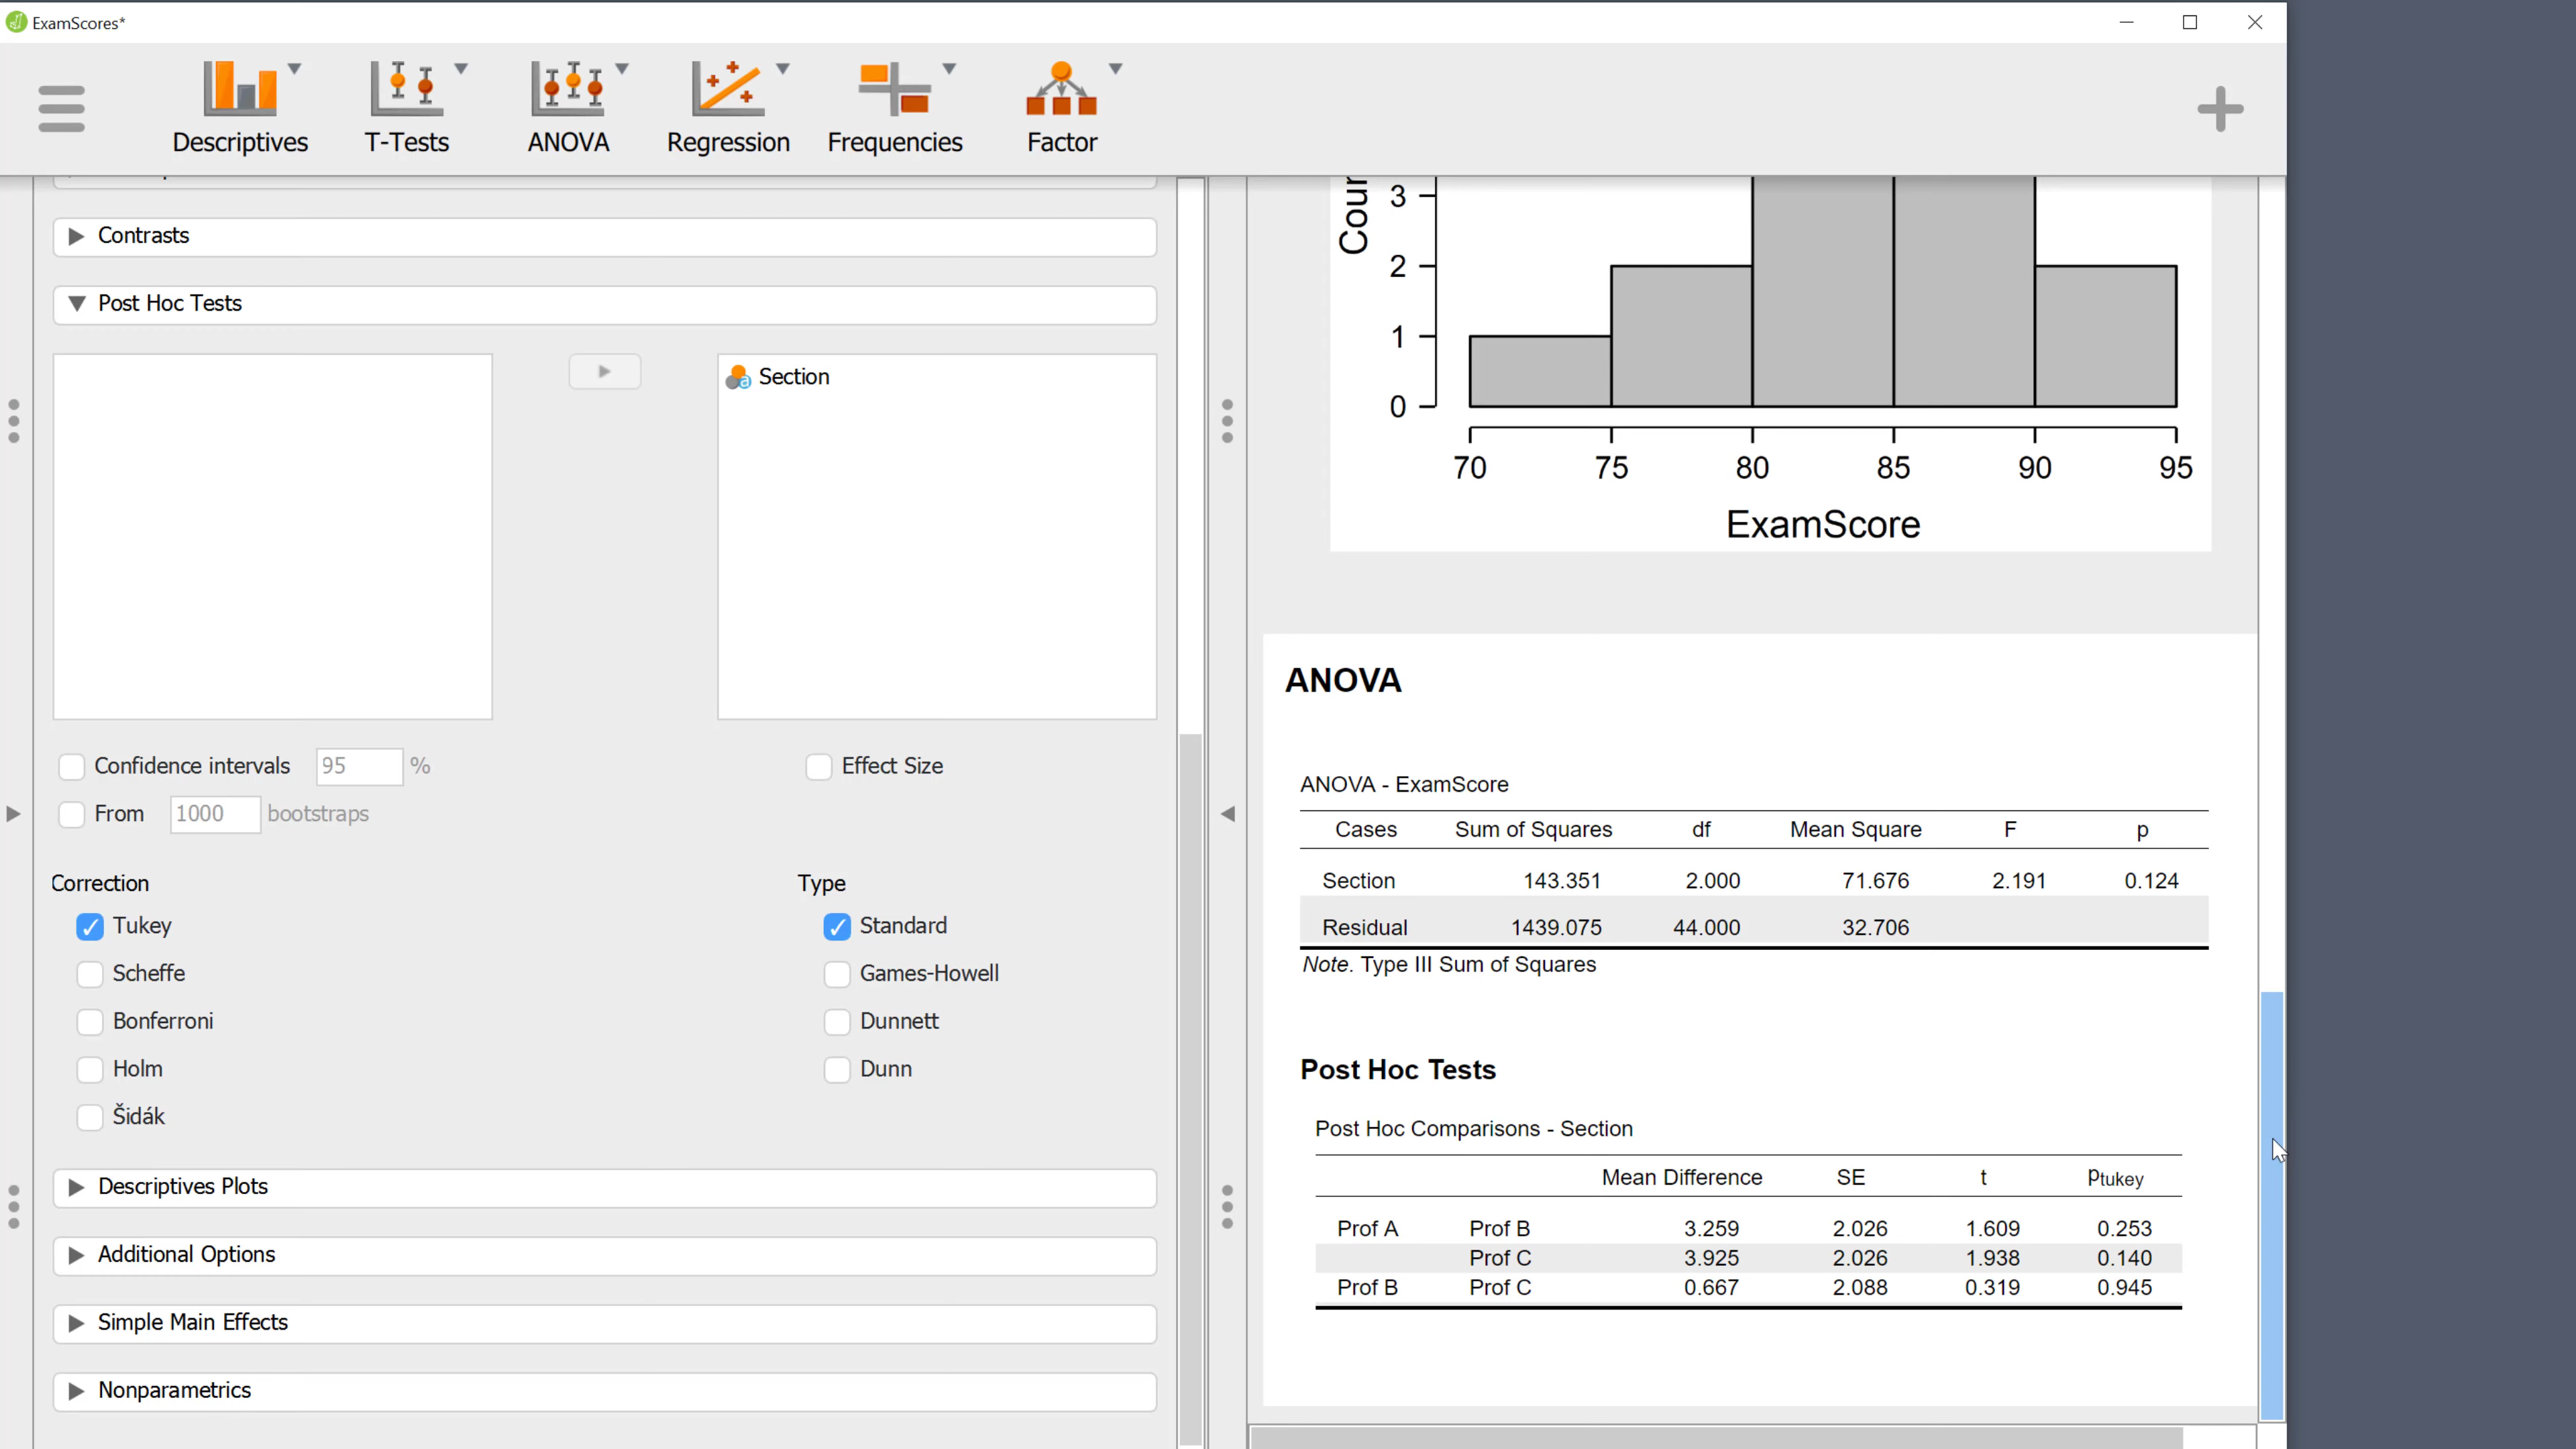 ExamScores*
Descriptives
T-Tests
ANOVA
Regression
Frequencies
Factor
Contrasts
Post Hoc Tests
Section
Confidence intervals 95 %
From 1000 bootstraps
Effect Size
Correction
Tukey
Scheffe
Bonferroni
Holm
Šidák
Type
Standard
Games-Howell
Dunnett
Dunn
Descriptives Plots
Additional Options
Simple Main Effects
Nonparametrics
3
2
1
0
70 75 80 85 90 95
ExamScore
ANOVA
ANOVA - ExamScore
Cases Sum of Squares df Mean Square F p
Section 143.351 2.000 71.676 2.191 0.124
Residual 1439.075 44.000 32.706
Note. Type III Sum of Squares
Post Hoc Tests
Post Hoc Comparisons - Section
Mean Difference SE t ptukey
Prof A Prof B 3.259 2.026 1.609 0.253
Prof C 3.925 2.026 1.938 0.140
Prof B Prof C 0.667 2.088 0.319 0.945